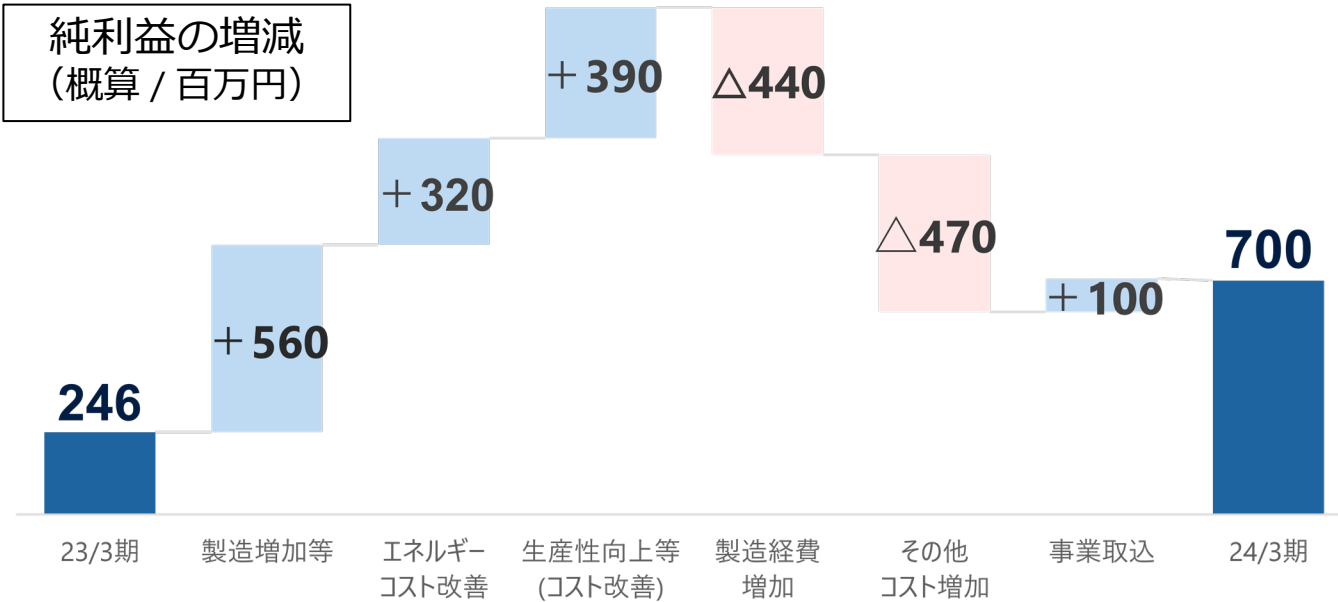 純利益の増減
（概算 / 百万円）
246
＋560
＋320
＋390
△440
△470
＋100
700
23/3期
製造増加等
エネルギー
コスト改善
生産性向上等
(コスト改善)
製造経費
増加
その他
コスト増加
事業取込
24/3期